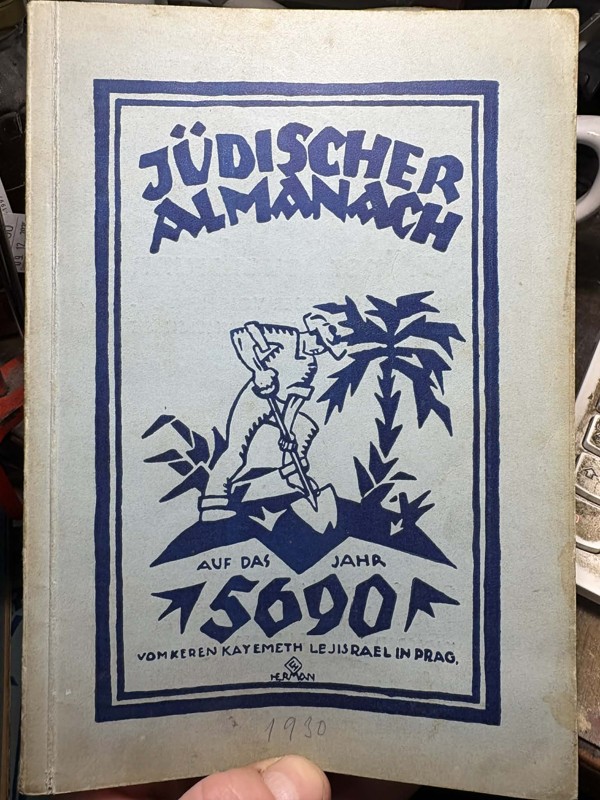 JÜDISCHER
ALMANACH
AUF DAS JAHR
5690
VOM KEREN KAYEMETH LEJISRAEL IN PRAG.
HERMAN
1930